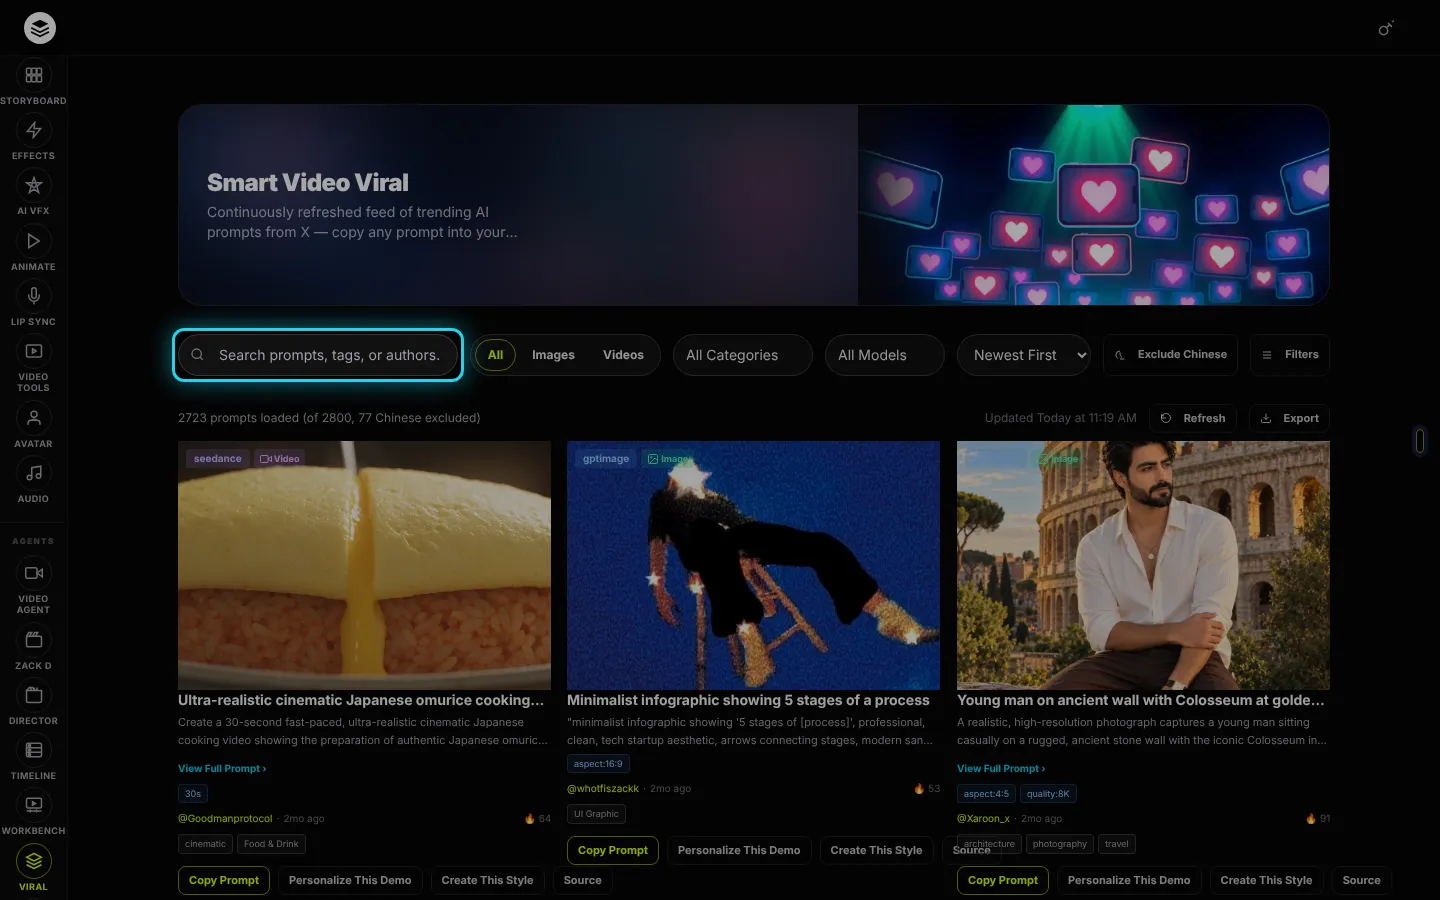 STORYBOARD
EFFECTS
AI VFX
ANIMATE
LIP SYNC
VIDEO
TOOLS
AVATAR
AUDIO
AGENTS
VIDEO
AGENT
ZACK D
DIRECTOR
TIMELINE
WORKBENCH
VIRAL
Smart Video Viral
Continuously refreshed feed of trending AI
prompts from X — copy any prompt into your...
Search prompts, tags, or authors.
All Images Videos
All Categories
All Models
Newest First
Exclude Chinese
Filters
2723 prompts loaded (of 2800, 77 Chinese excluded)
Updated Today at 11:19 AM
Refresh
Export
seedance Video
Ultra-realistic cinematic Japanese omurice cooking...
Create a 30-second fast-paced, ultra-realistic cinematic Japanese
cooking video showing the preparation of authentic Japanese omuric...
View Full Prompt ›
30s
@Goodmanprotocol · 2mo ago 🔥 64
cinematic Food & Drink
Copy Prompt Personalize This Demo Create This Style Source
gptimage Image
Minimalist infographic showing 5 stages of a process
"minimalist infographic showing '5 stages of [process]', professional,
clean, tech startup aesthetic, arrows connecting stages, modern san...
aspect:16:9
@whotfiszackk · 2mo ago 🔥 53
UI Graphic
Copy Prompt Personalize This Demo Create This Style Source
Image
Young man on ancient wall with Colosseum at golde...
A realistic, high-resolution photograph captures a young man sitting
casually on a rugged, ancient stone wall with the iconic Colosseum in...
View Full Prompt ›
aspect:4:5 quality:8K
@Xaroon_x · 2mo ago 🔥 91
architecture photography travel
Copy Prompt Personalize This Demo Create This Style Source